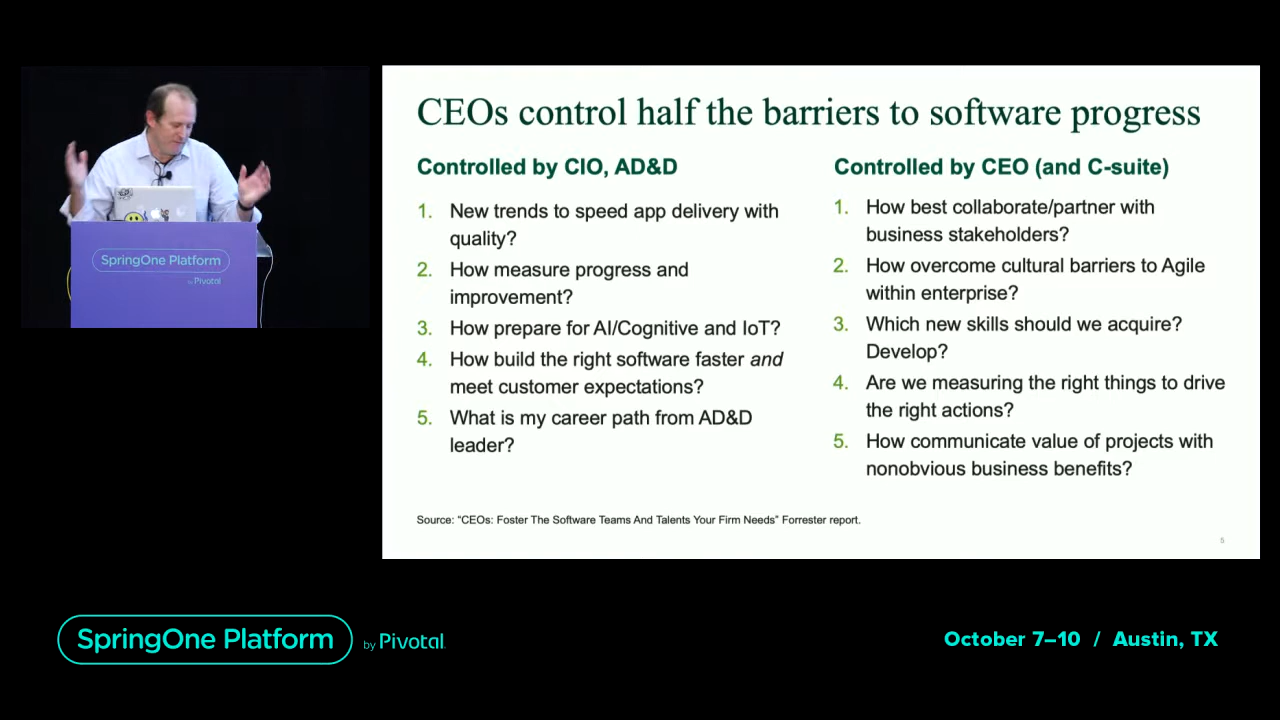 CEOs control half the barriers to software progress
Controlled by CIO, AD&D
1. New trends to speed app delivery with
quality?
2. How measure progress and
improvement?
3. How prepare for AI/Cognitive and IoT?
4. How build the right software faster and
meet customer expectations?
5. What is my career path from AD&D
leader?
Controlled by CEO (and C-suite)
1. How best collaborate/partner with
business stakeholders?
2. How overcome cultural barriers to Agile
within enterprise?
3. Which new skills should we acquire?
Develop?
4. Are we measuring the right things to drive
the right actions?
5. How communicate value of projects with
nonobvious business benefits?
Source: "CEOs: Foster The Software Teams And Talents Your Firm Needs" Forrester report.
5
SpringOne Platform
by Pivotal
SpringOne Platform by Pivotal
October 7–10 / Austin, TX